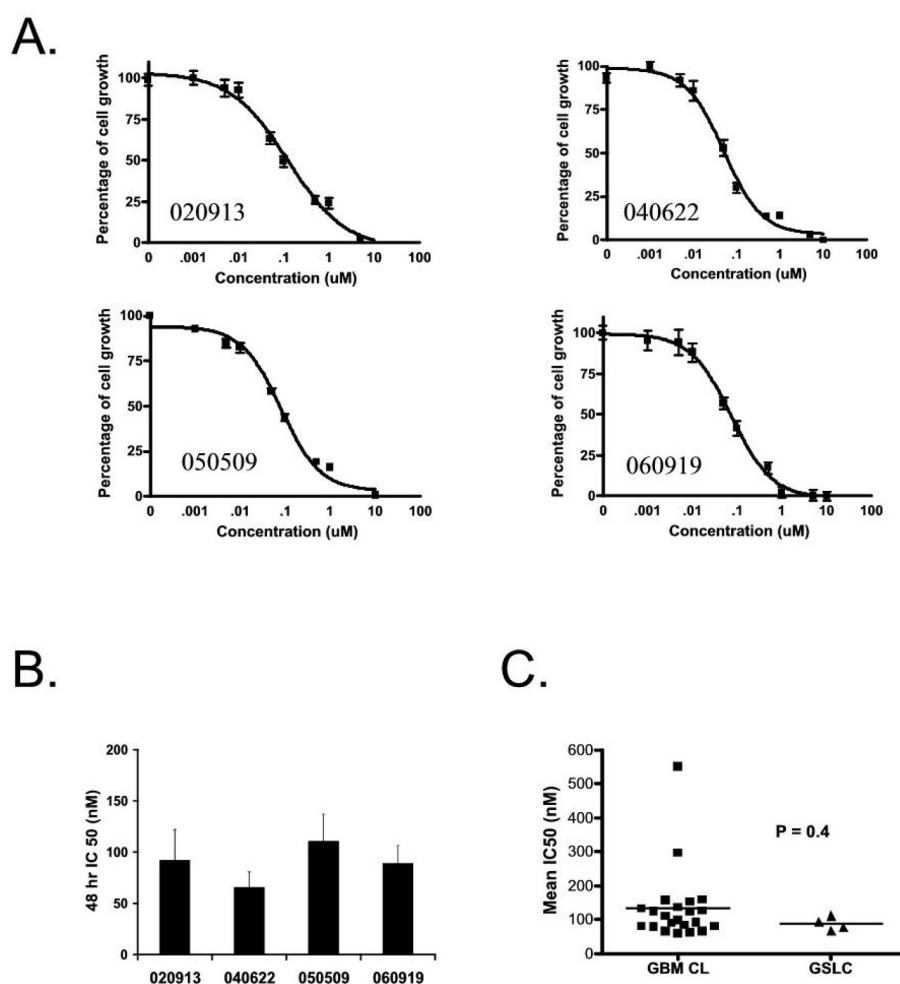 A.
Percentage of cell growth
100
75
50
25
0
020913
0 .001 .01 .1 1 10 100
Concentration (uM)
Percentage of cell growth
100
75
50
25
0
040622
0 .001 .01 .1 1 10 100
Concentration (uM)
Percentage of cell growth
100
75
50
25
0
050509
0 .001 .01 .1 1 10 100
Concentration (uM)
Percentage of cell growth
100
75
50
25
0
060919
0 .001 .01 .1 1 10 100
Concentration (uM)
B.
48 hr IC 50 (nM)
200
150
100
50
0
020913 040622 050509 060919
C.
Mean IC50 (nM)
600
500
400
300
200
100
0
P = 0.4
GBM CL GSLC